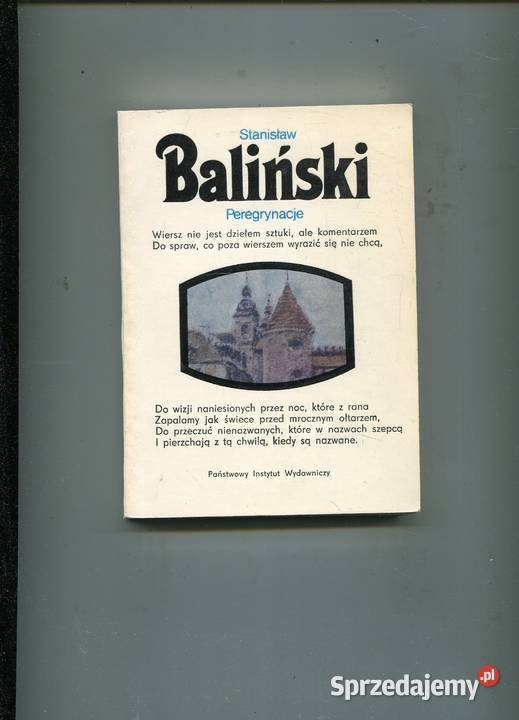 Stanisław
Baliński
Peregrynacje
Wiersz nie jest dziełem sztuki, ale komentarzem
Do spraw, co poza wierszem wyrazić się nie chcą,
Do wizji naniesionych przez noc, które z rana
Zapalamy jak świece przed mrocznym ołtarzem,
Do przeczuć nienazwanych, które w nazwach szepcą
I pierzchają z tą chwilą, kiedy są nazwane.
Państwowy Instytut Wydawniczy
Sprzedajemy.pl